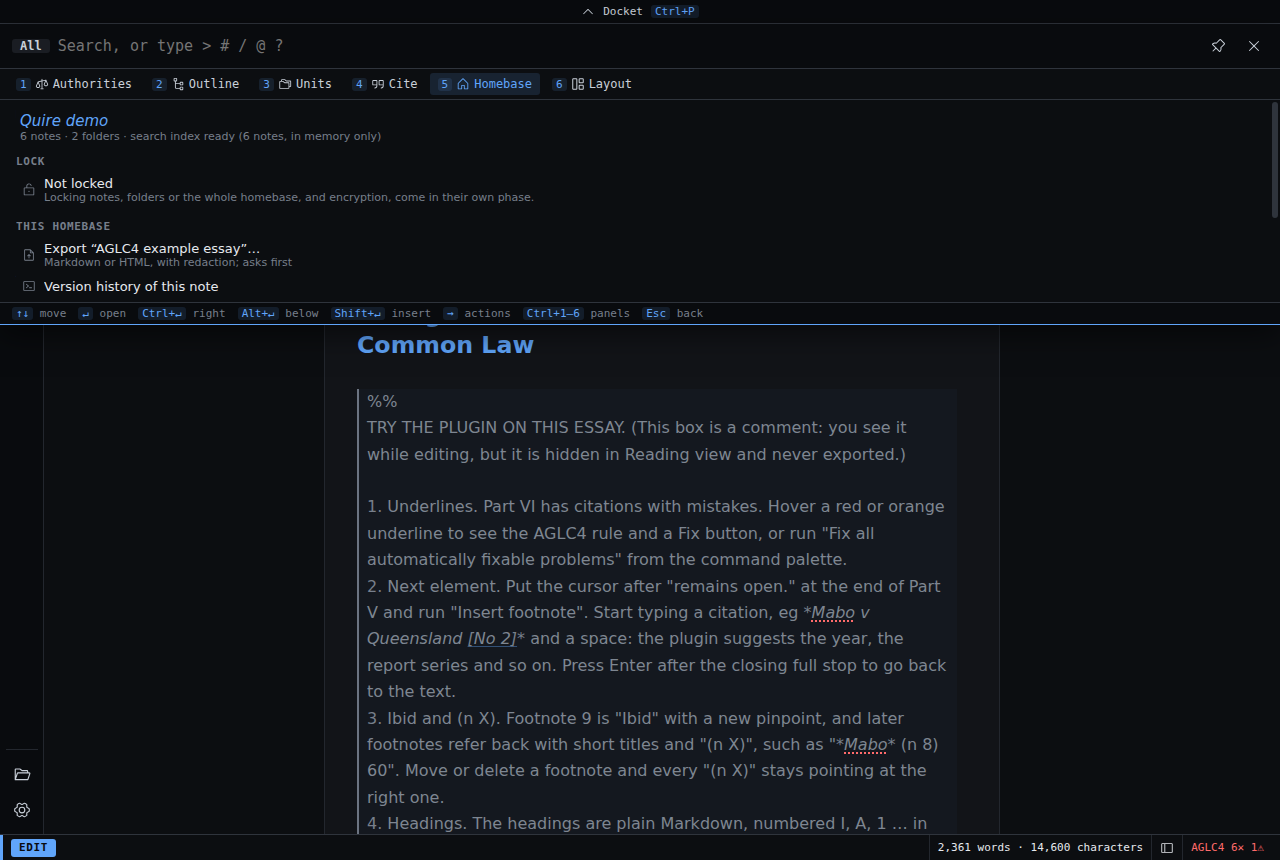 Docket Ctrl+P
All Search, or type > # / @ ?
1 Authorities 2 Outline 3 Units 4 Cite 5 Homebase 6 Layout
Quire demo
6 notes · 2 folders · search index ready (6 notes, in memory only)
LOCK
Not locked
Locking notes, folders or the whole homebase, and encryption, come in their own phase.
THIS HOMEBASE
Export “AGLC4 example essay”…
Markdown or HTML, with redaction; asks first
Version history of this note
↑↓ move ↵ open Ctrl+↵ right Alt+↵ below Shift+↵ insert → actions Ctrl+1–6 panels Esc back
Common Law
%%
TRY THE PLUGIN ON THIS ESSAY. (This box is a comment: you see it
while editing, but it is hidden in Reading view and never exported.)
1. Underlines. Part VI has citations with mistakes. Hover a red or orange
underline to see the AGLC4 rule and a Fix button, or run "Fix all
automatically fixable problems" from the command palette.
2. Next element. Put the cursor after "remains open." at the end of Part
V and run "Insert footnote". Start typing a citation, eg *Mabo v
Queensland [No 2]* and a space: the plugin suggests the year, the
report series and so on. Press Enter after the closing full stop to go back
to the text.
3. Ibid and (n X). Footnote 9 is "Ibid" with a new pinpoint, and later
footnotes refer back with short titles and "(n X)", such as "*Mabo* (n 8)
60". Move or delete a footnote and every "(n X)" stays pointing at the
right one.
4. Headings. The headings are plain Markdown, numbered I, A, 1 … in
EDIT 2,361 words · 14,600 characters AGLC4 6× 1⚠